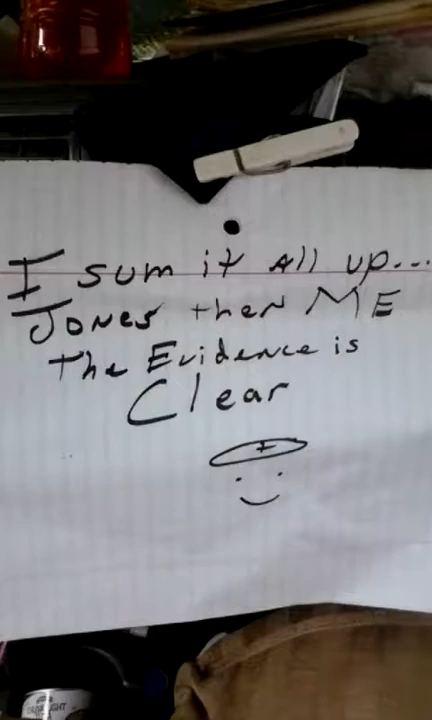 I sum it All up...
Jones then ME
the Evidence is
Clear